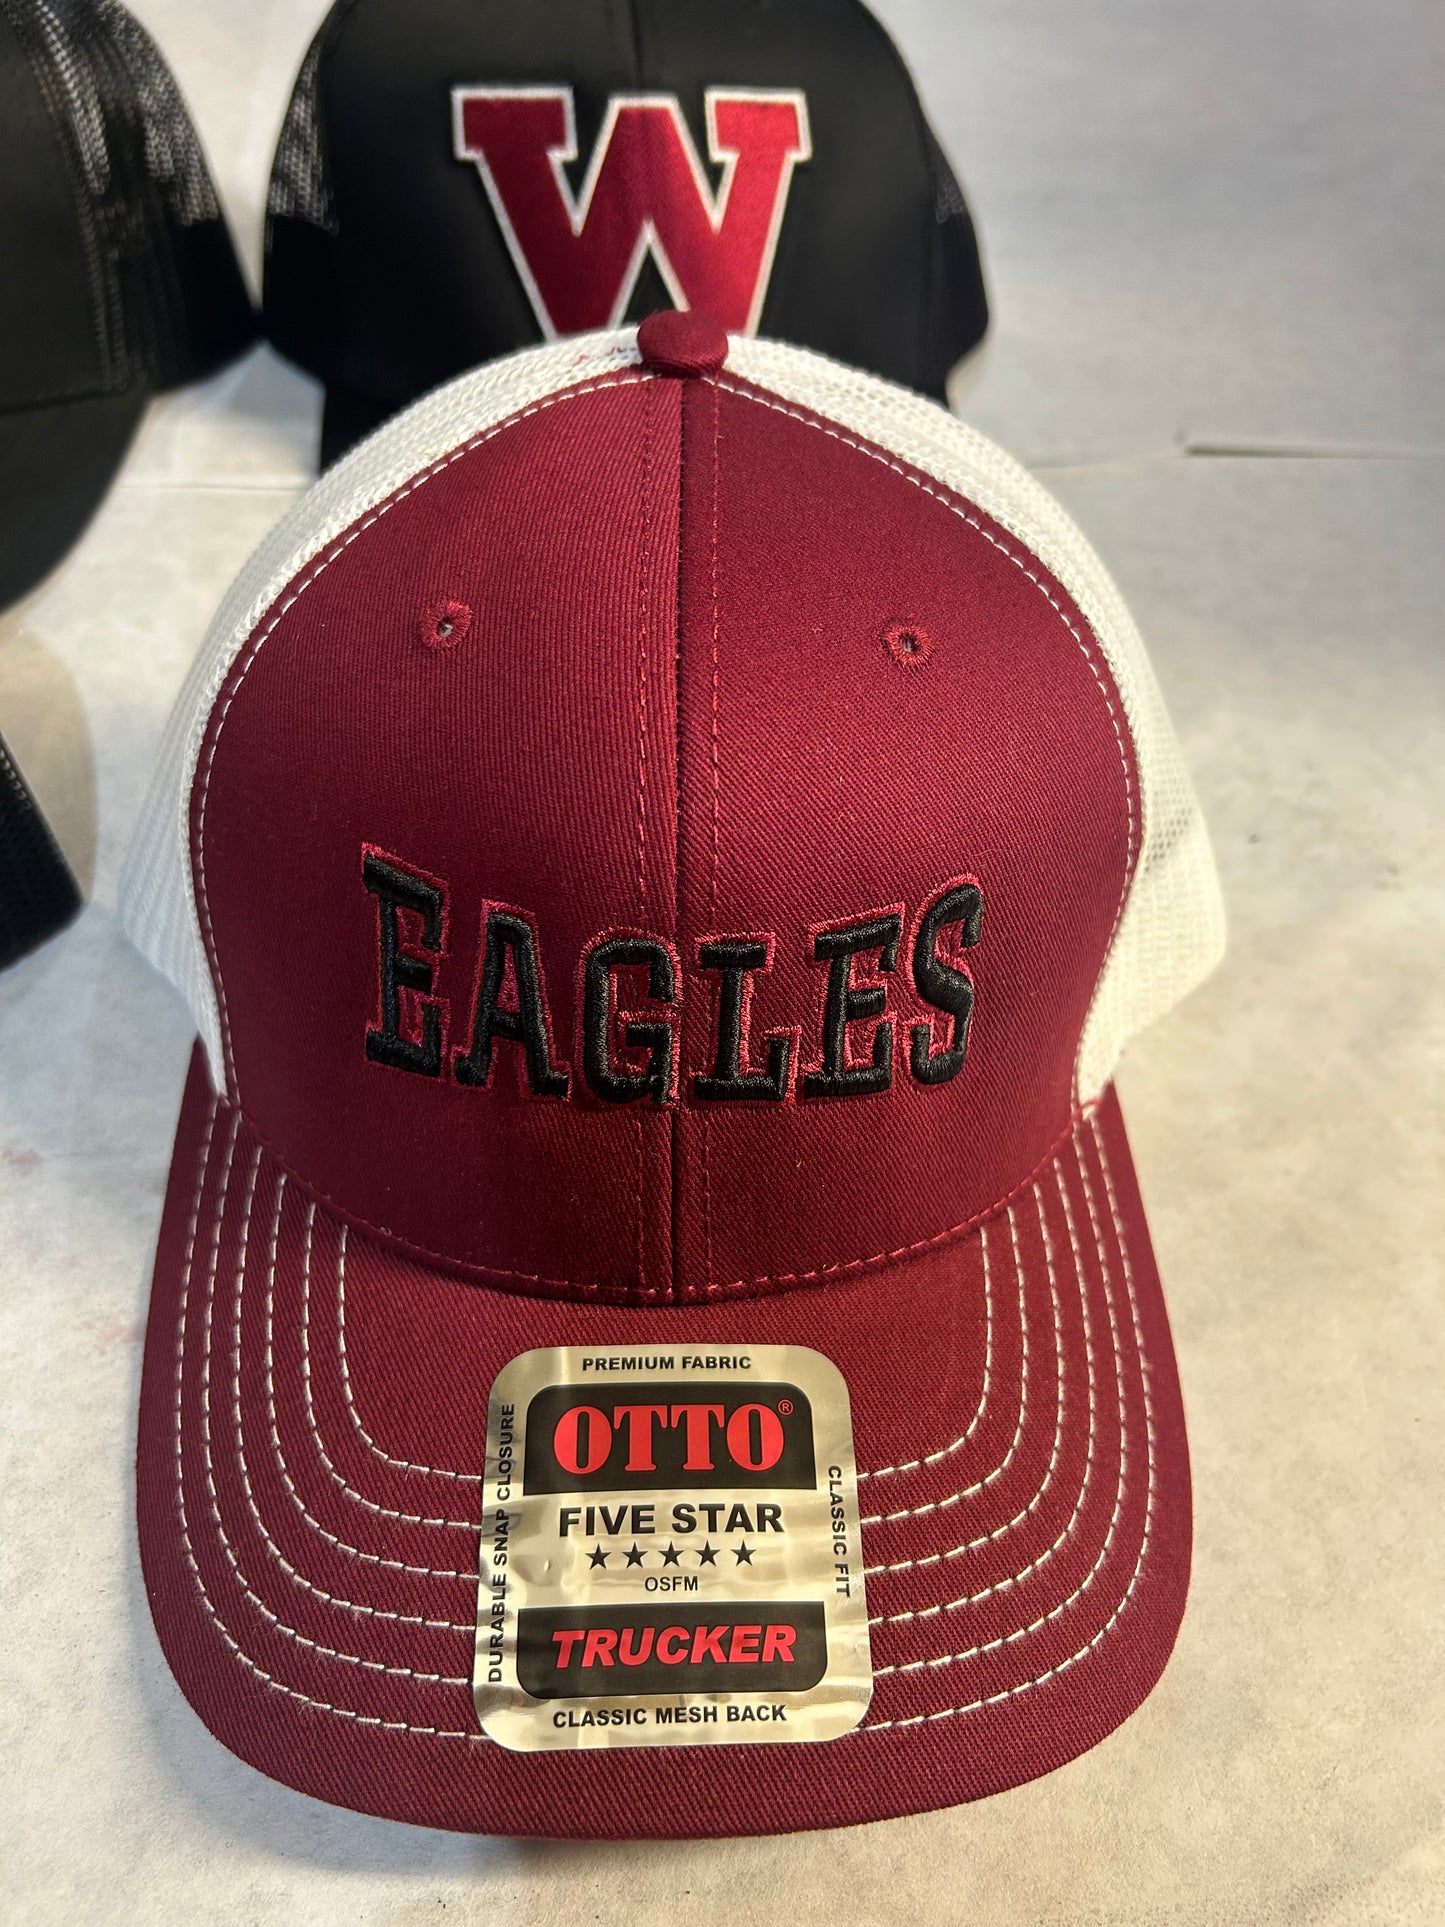 W
EAGLES
PREMIUM FABRIC
OTTO®
FIVE STAR
★★★★★
OSFM
TRUCKER
CLASSIC MESH BACK
DURABLE SNAP CLOSURE
CLASSIC FIT